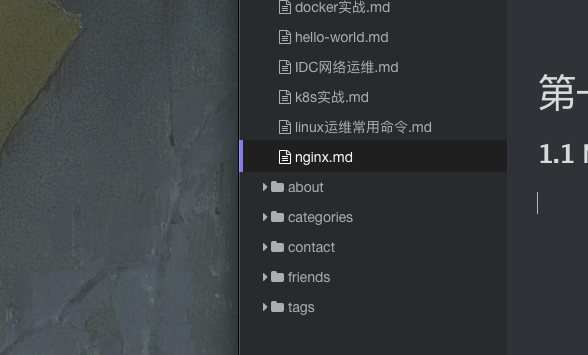 docker实战.md
hello-world.md
IDC网络运维.md
k8s实战.md
linux运维常用命令.md
nginx.md
about
categories
contact
friends
tags
第一
1.1